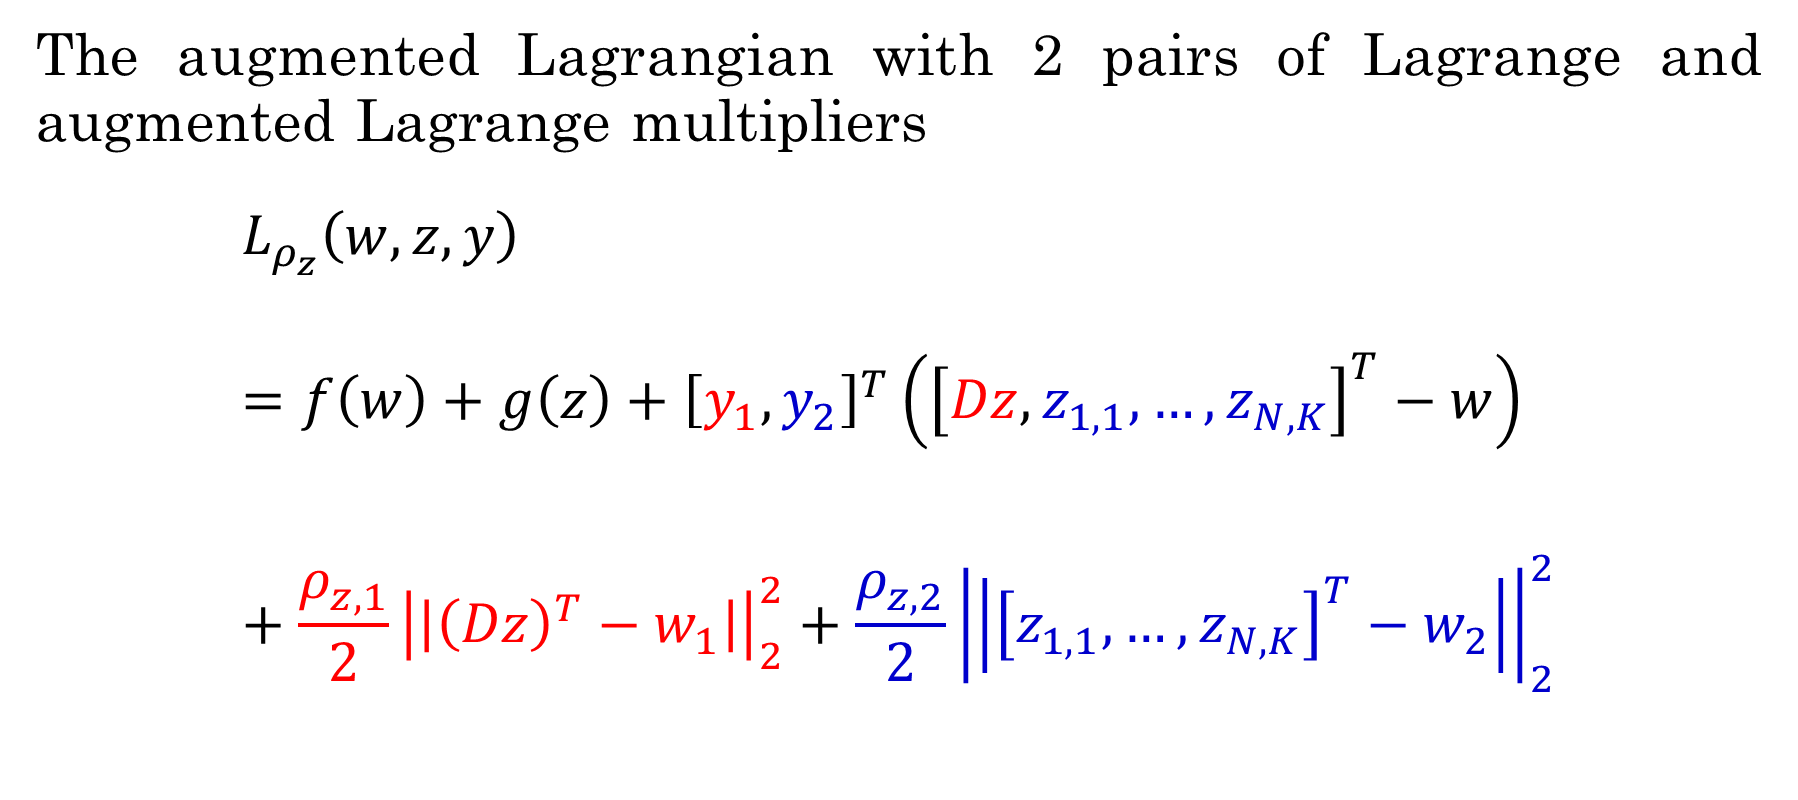 The augmented Lagrangian with 2 pairs of Lagrange and
augmented Lagrange multipliers
L_{ρ_z}(w, z, y)
= f(w) + g(z) + [y_1, y_2]^T ([Dz, z_{1,1}, … , z_{N,K}]^T − w)
+ \frac{ρ_{z,1}}{2} ||(Dz)^T − w_1||_2^2 + \frac{ρ_{z,2}}{2} ||[z_{1,1}, … , z_{N,K}]^T − w_2||_2^2